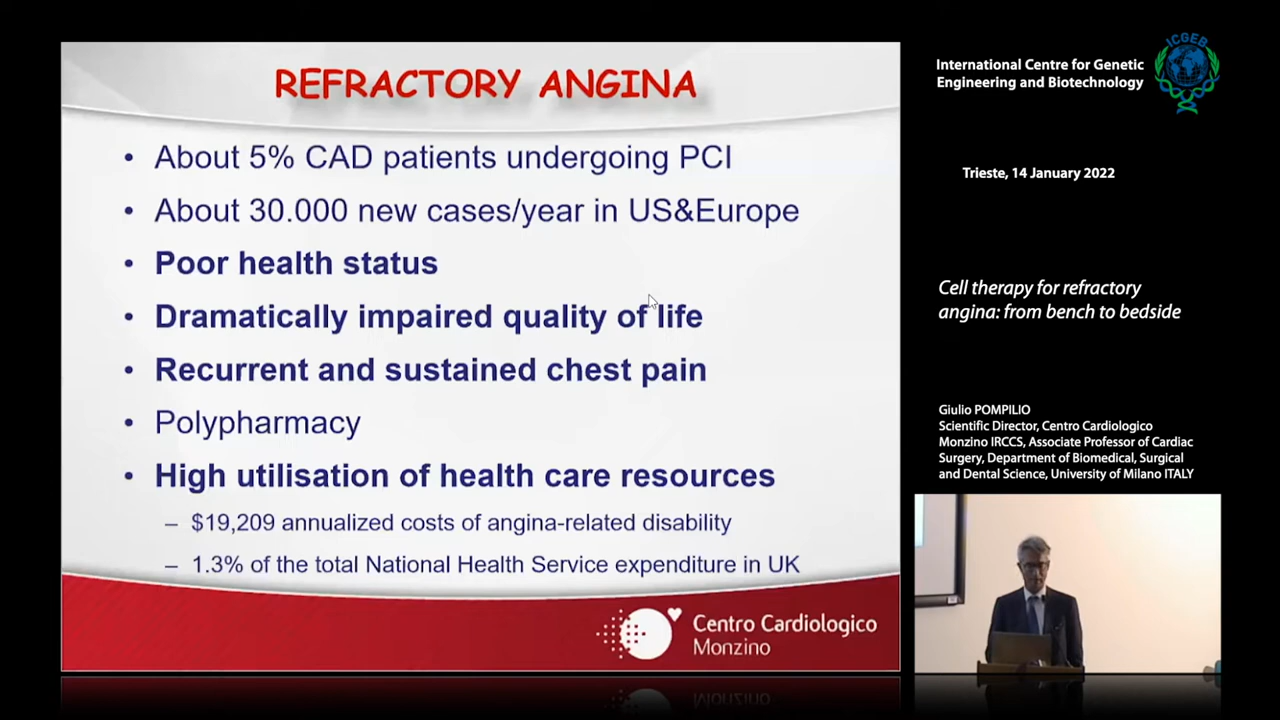 REFRACTORY ANGINA
• About 5% CAD patients undergoing PCI
• About 30.000 new cases/year in US&Europe
• Poor health status
• Dramatically impaired quality of life
• Recurrent and sustained chest pain
• Polypharmacy
• High utilisation of health care resources
– $19,209 annualized costs of angina-related disability
– 1.3% of the total National Health Service expenditure in UK
Centro Cardiologico
Monzino
International Centre for Genetic
Engineering and Biotechnology
ICGEB
Trieste, 14 January 2022
Cell therapy for refractory
angina: from bench to bedside
Giulio POMPILIO
Scientific Director, Centro Cardiologico
Monzino IRCCS, Associate Professor of Cardiac
Surgery, Department of Biomedical, Surgical
and Dental Science, University of Milano ITALY